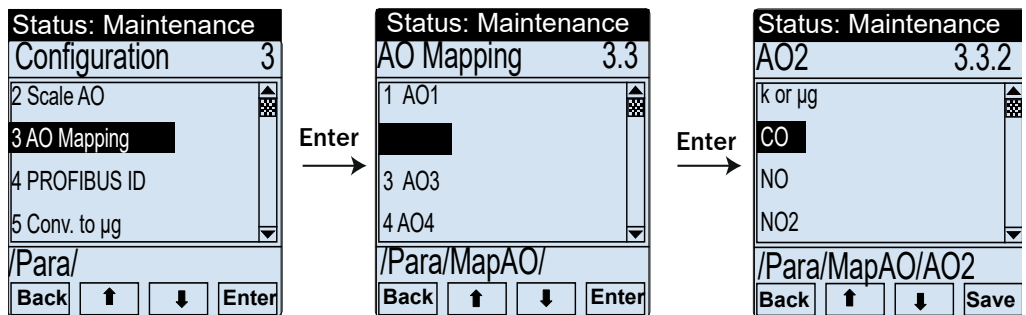 Status: Maintenance
Configuration 3
2 Scale AO
3 AO Mapping
4 PROFIBUS ID
5 Conv. to µg
/Para/
Back ⬆ ⬇ Enter
Enter
Status: Maintenance
AO Mapping 3.3
1 AO1
3 AO3
4 AO4
/Para/MapAO/
Back ⬆ ⬇ Enter
Enter
Status: Maintenance
AO2 3.3.2
k or µg
CO
NO
NO2
/Para/MapAO/AO2
Back ⬆ ⬇ Save